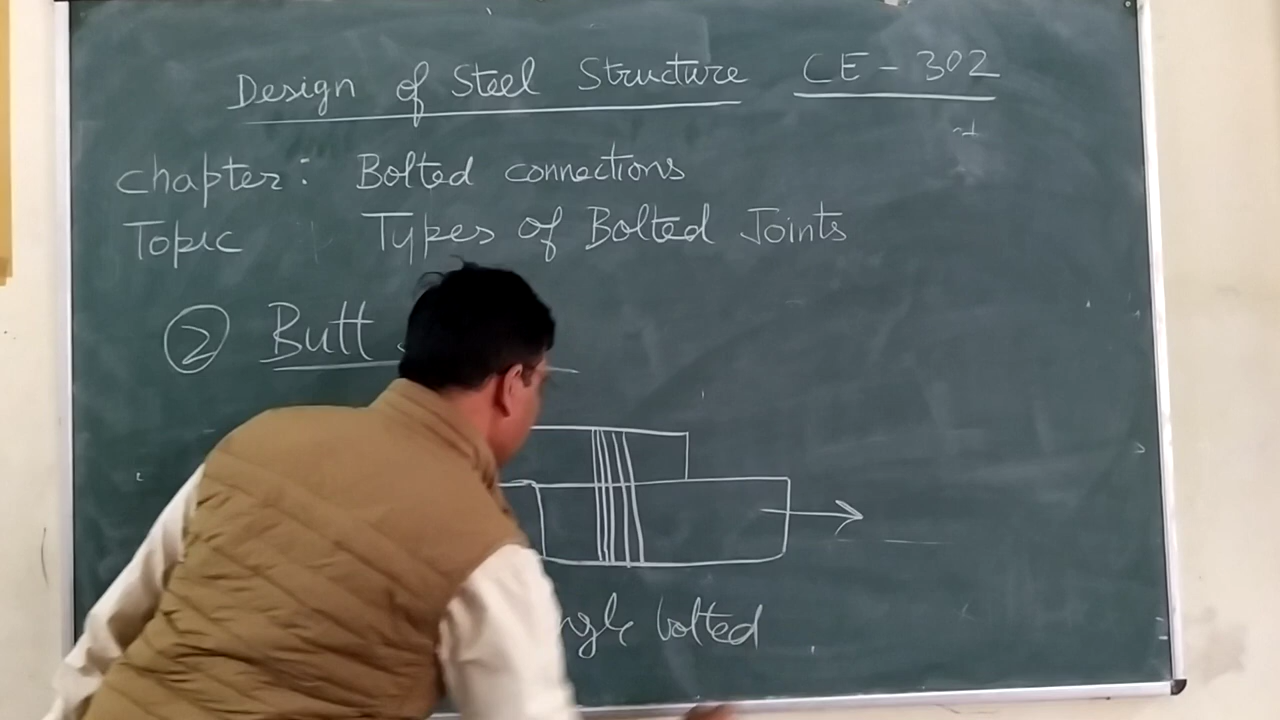 Design of Steel Structure CE - 302
Chapter: Bolted connections
Topic Types of Bolted Joints
② Butt
bolted